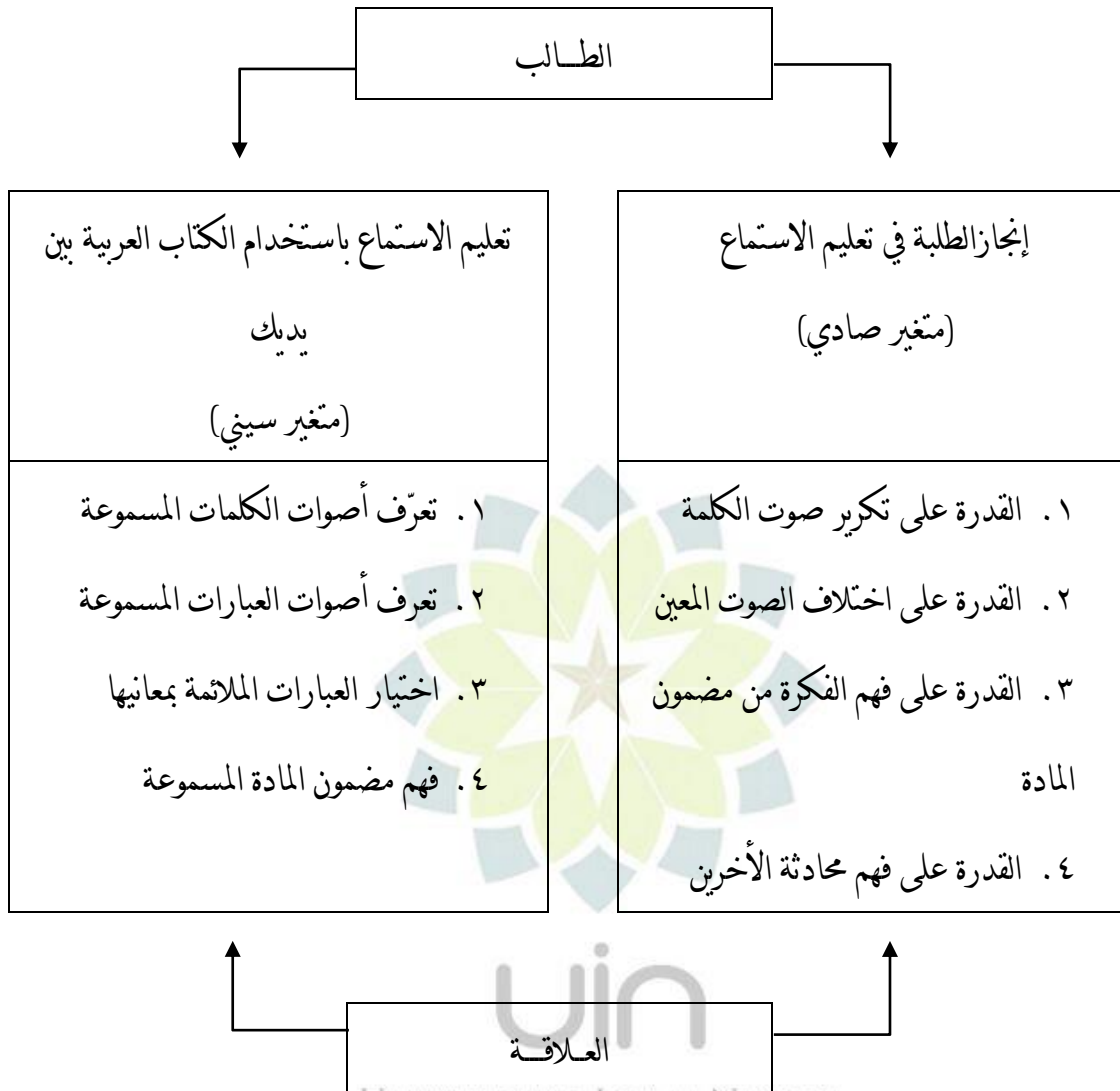 الطـالب
إنجازالطلبة في تعليم الاستماع
(متغير صادي)
١. القدرة على تكرير صوت الكلمة
٢. القدرة على اختلاف الصوت المعين
٣. القدرة على فهم الفكرة من مضمون
المادة
٤. القدرة على فهم محادثة الأخرين
تعليم الاستماع باستخدام الكتاب العربية بين
يديك
(متغير سيني)
١. تعرّف أصوات الكلمات المسموعة
٢. تعرف أصوات العبارات المسموعة
٣. اختيار العبارات الملائمة بمعانيها
٤. فهم مضمون المادة المسموعة
uin
العـلاقـة